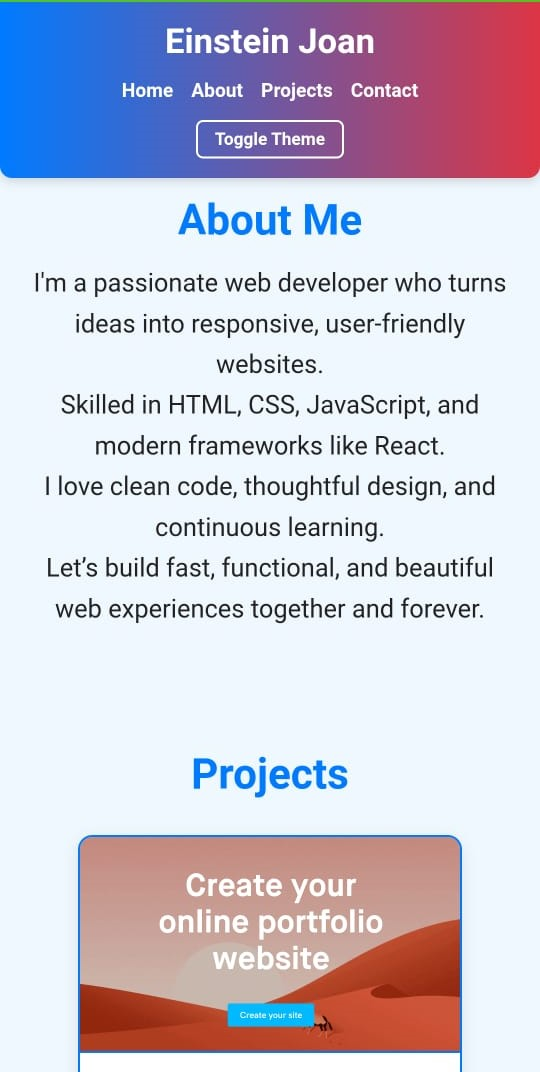 Einstein Joan
Home About Projects Contact
Toggle Theme
About Me
I'm a passionate web developer who turns
ideas into responsive, user-friendly
websites.
Skilled in HTML, CSS, JavaScript, and
modern frameworks like React.
I love clean code, thoughtful design, and
continuous learning.
Let’s build fast, functional, and beautiful
web experiences together and forever.
Projects
Create your
online portfolio
website
Create your site